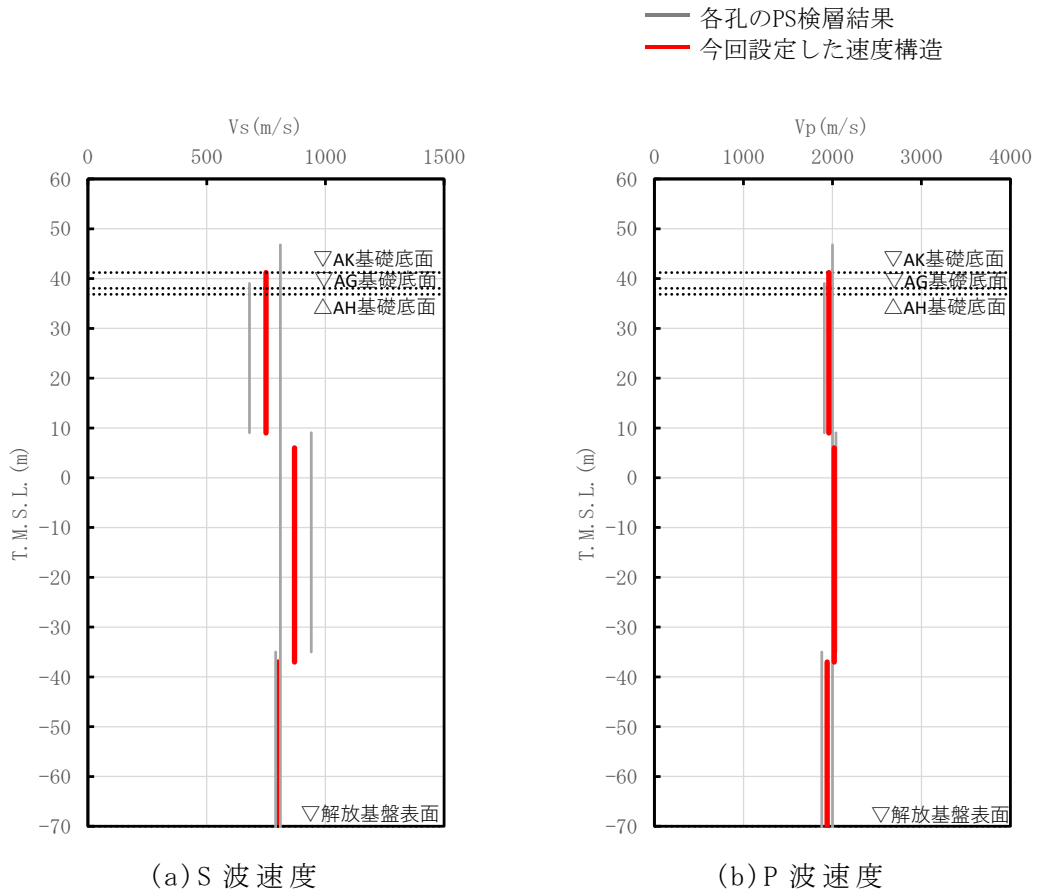 各孔のPS検層結果
今回設定した速度構造
Vs(m/s)
0 500 1000 1500
60
50
40
30
20
10
0
-10
-20
-30
-40
-50
-60
-70
T.M.S.L.(m)
▽AK基礎底面
▽AG基礎底面
△AH基礎底面
▽解放基盤表面
(a)S 波速度
Vp(m/s)
0 1000 2000 3000 4000
60
50
40
30
20
10
0
-10
-20
-30
-40
-50
-60
-70
T.M.S.L.(m)
▽AK基礎底面
▽AG基礎底面
△AH基礎底面
▽解放基盤表面
(b)P 波速度